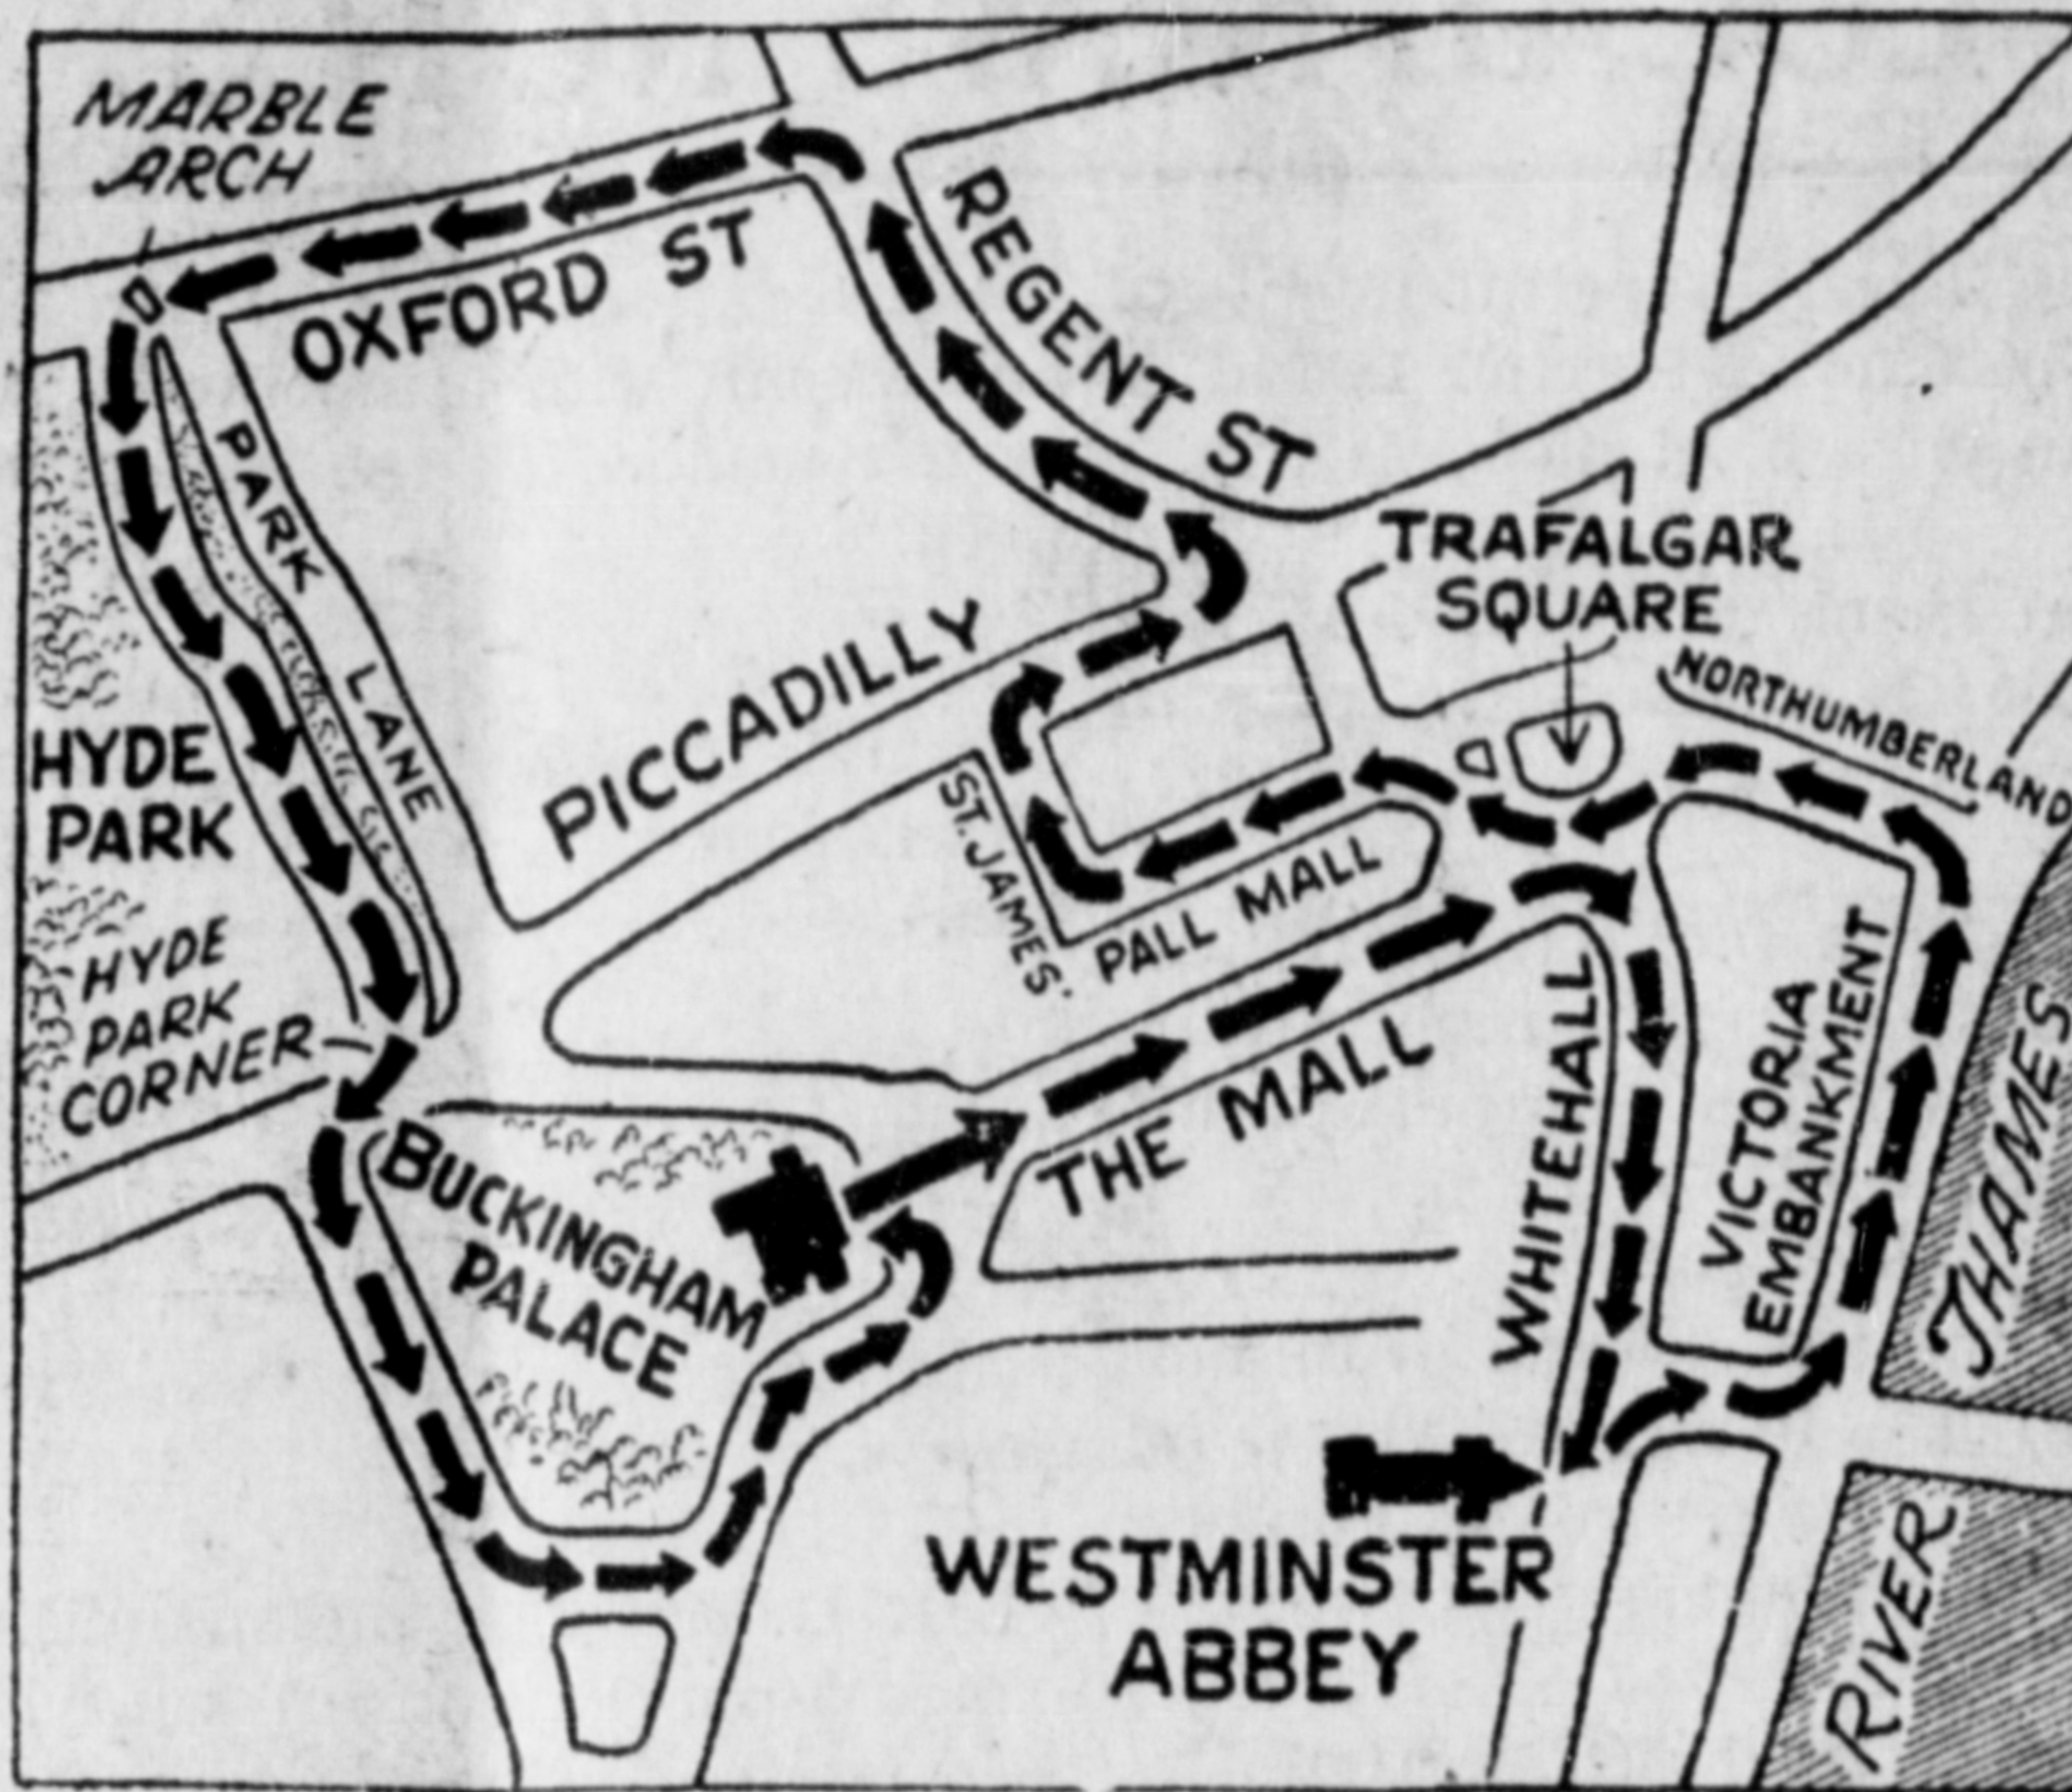 MARBLE
ARCH
OXFORD ST
REGENT ST
PARK LANE
TRAFALGAR
SQUARE
NORTHUMBERLAND
PICCADILLY
HYDE
PARK
ST. JAMES'
PALL MALL
HYDE
PARK
CORNER
THE MALL
WHITEHALL
VICTORIA
EMBANKMENT
BUCKINGHAM
PALACE
WESTMINSTER
ABBEY
RIVER THAMES